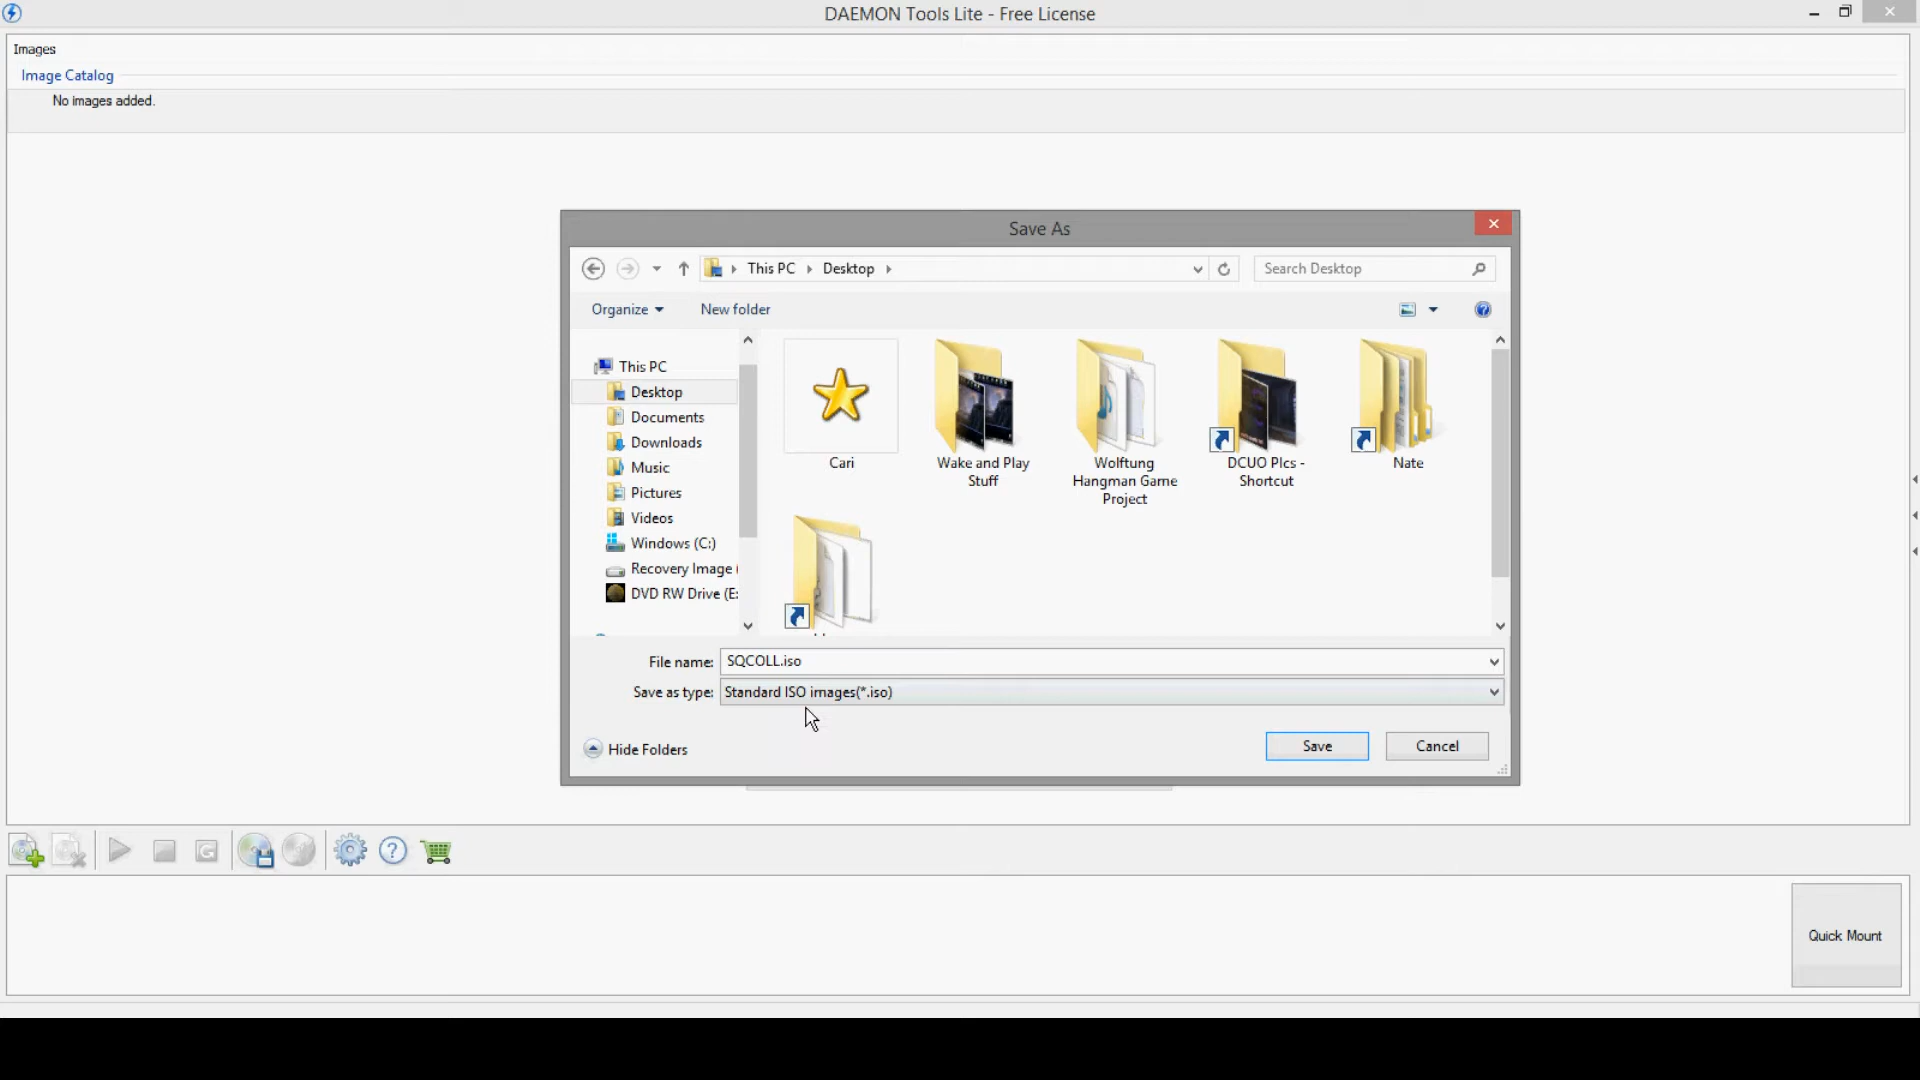 DAEMON Tools Lite - Free License
Images
Image Catalog
No images added.
Save As
This PC
Desktop
Search Desktop
Organize
New folder
This PC
Desktop
Documents
Downloads
Music
Pictures
Videos
Windows (C:)
Recovery Image (
DVD RW Drive (E:
Cari
Wake and Play
Stuff
Wolftung
Hangman Game
Project
DCUO PIcs -
Shortcut
Nate
File name:
SQCOLL.iso
Save as type:
Standard ISO images(*.iso)
Hide Folders
Save
Cancel
Quick Mount